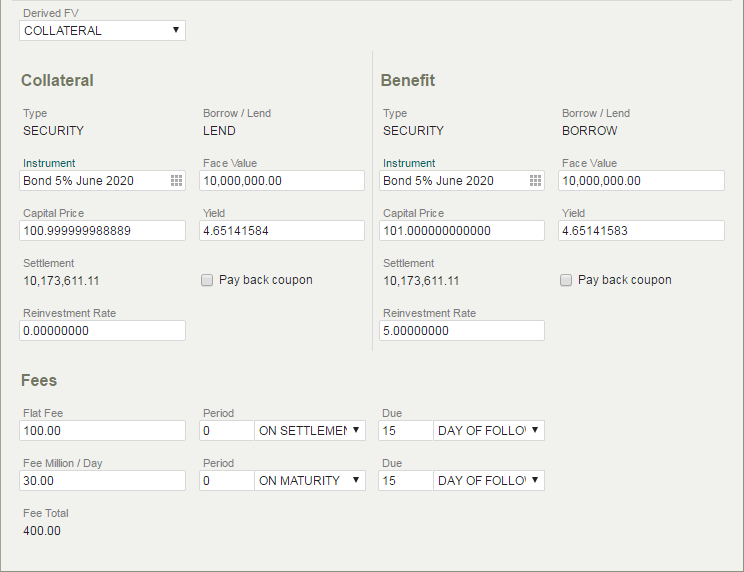 Derived FV
COLLATERAL
Collateral
Benefit
Type
Borrow / Lend
Type
Borrow / Lend
SECURITY
LEND
SECURITY
BORROW
Instrument
Face Value
Instrument
Face Value
Bond 5% June 2020
10,000,000.00
Bond 5% June 2020
10,000,000.00
Capital Price
Yield
Capital Price
Yield
100.999999988889
4.65141584
101.000000000000
4.65141583
Settlement
Settlement
10,173,611.11
Pay back coupon
10,173,611.11
Pay back coupon
Reinvestment Rate
Reinvestment Rate
0.00000000
5.00000000
Fees
Flat Fee
Period
Due
100.00
0
ON SETTLEMEN
15
DAY OF FOLLO
Fee Million / Day
Period
Due
30.00
0
ON MATURITY
15
DAY OF FOLLO
Fee Total
400.00